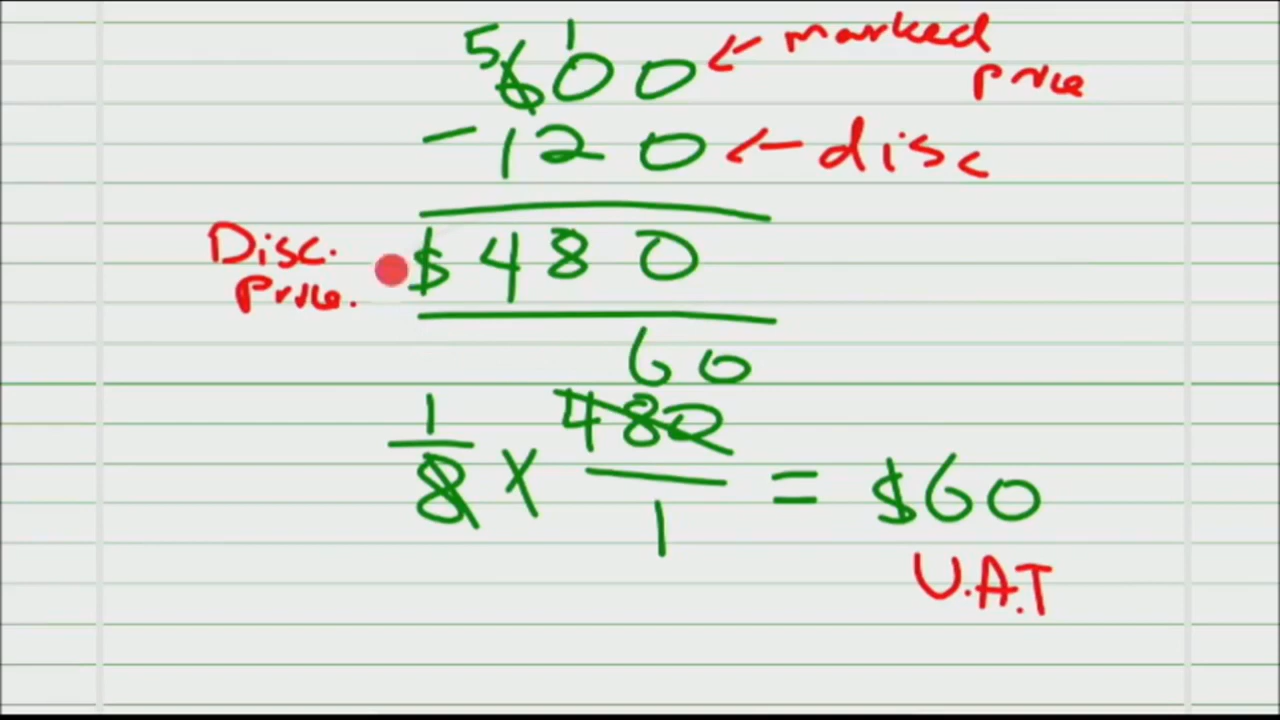 5 1
600 ← marked price
- 120 ← disc
Disc. price. $480
60
1/8 x 480/1 = $60
V.A.T